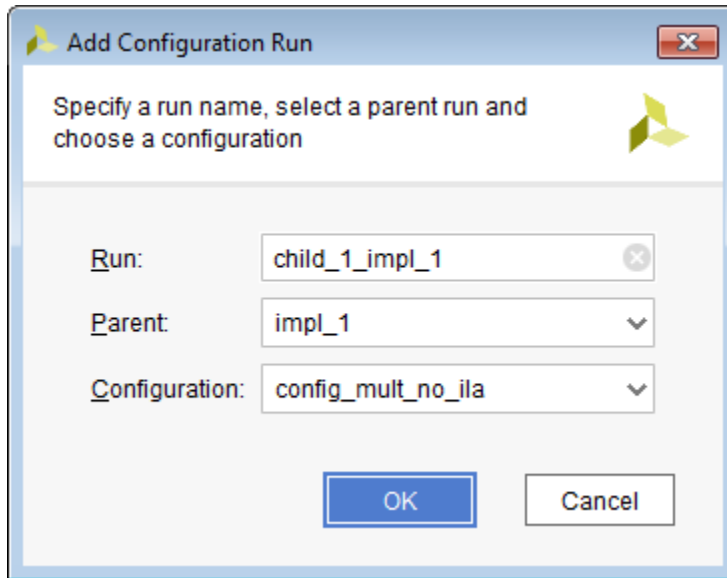 Add Configuration Run
Specify a run name, select a parent run and
choose a configuration
Run: child_1_impl_1
Parent: impl_1
Configuration: config_mult_no_ila
OK Cancel